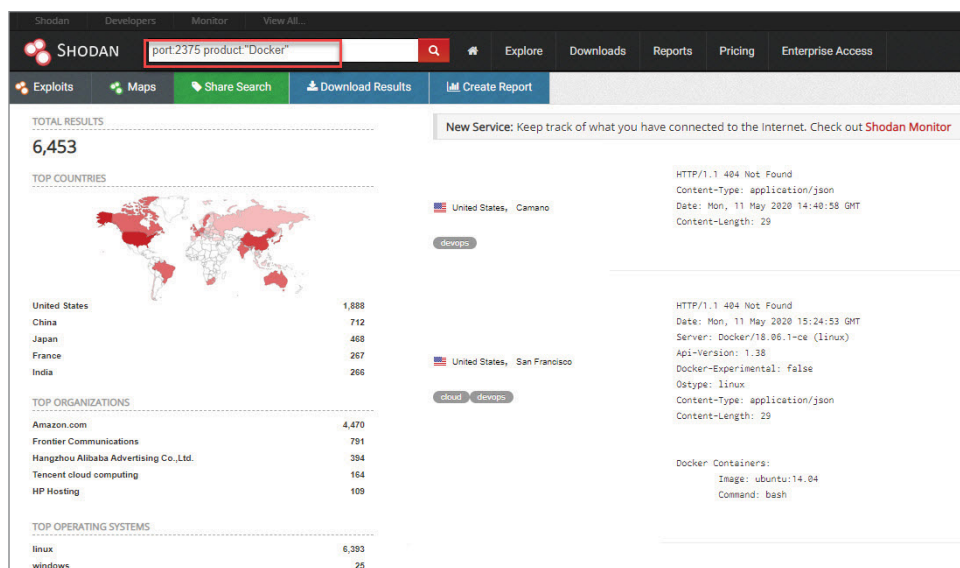 Shodan Developers Monitor View All...
SHODAN port:2375 product:"Docker" Explore Downloads Reports Pricing Enterprise Access
Exploits Maps Share Search Download Results Create Report
TOTAL RESULTS
6,453
TOP COUNTRIES
United States 1,888
China 712
Japan 468
France 267
India 266
TOP ORGANIZATIONS
Amazon.com 4,470
Frontier Communications 791
Hangzhou Alibaba Advertising Co.,Ltd. 394
Tencent cloud computing 164
HP Hosting 109
TOP OPERATING SYSTEMS
linux 6,393
windows 25
New Service: Keep track of what you have connected to the Internet. Check out Shodan Monitor
United States, Camano
devops
HTTP/1.1 404 Not Found
Content-Type: application/json
Date: Mon, 11 May 2020 14:40:58 GMT
Content-Length: 29
United States, San Francisco
cloud devops
HTTP/1.1 404 Not Found
Date: Mon, 11 May 2020 15:24:53 GMT
Server: Docker/18.06.1-ce (linux)
Api-Version: 1.38
Docker-Experimental: false
Ostype: linux
Content-Type: application/json
Content-Length: 29
Docker Containers:
Image: ubuntu:14.04
Command: bash